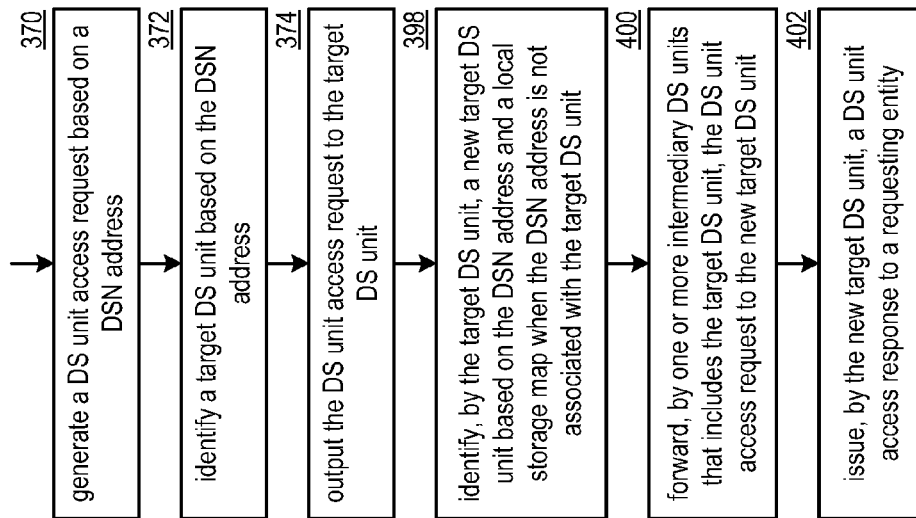 370
generate a DS unit access request based on a
DSN address
372
identify a target DS unit based on the DSN
address
374
output the DS unit access request to the target
DS unit
398
identify, by the target DS unit, a new target DS
unit based on the DSN address and a local
storage map when the DSN address is not
associated with the target DS unit
400
forward, by one or more intermediary DS units
that includes the target DS unit, the DS unit
access request to the new target DS unit
402
issue, by the new target DS unit, a DS unit
access response to a requesting entity